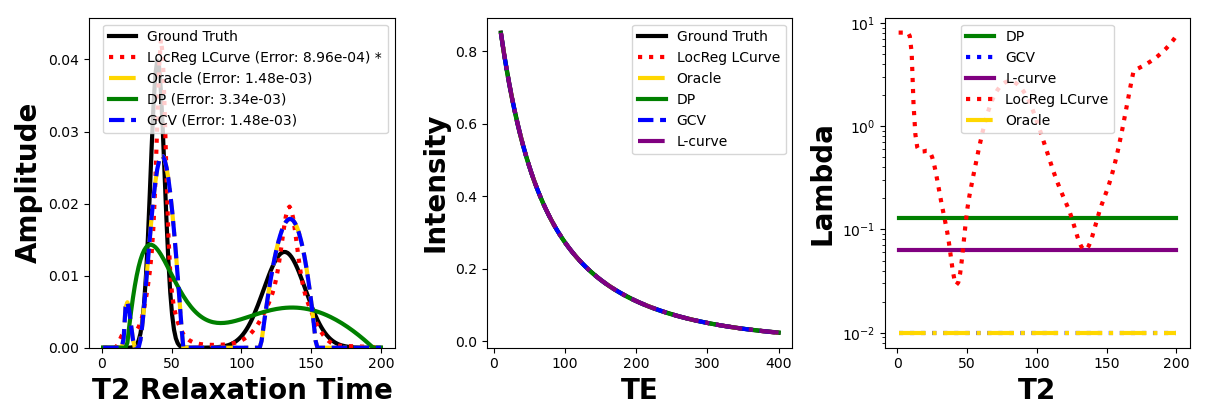 Amplitude
0.04
0.03
0.02
0.01
0.00
0
50
100
150
200
T2 Relaxation Time
Ground Truth
LocReg LCurve (Error: 8.96e-04) *
Oracle (Error: 1.48e-03)
DP (Error: 3.34e-03)
GCV (Error: 1.48e-03)
Intensity
0.8
0.6
0.4
0.2
0.0
0
100
200
300
400
TE
Ground Truth
LocReg LCurve
Oracle
DP
GCV
L-curve
Lambda
10¹
10⁰
10⁻¹
10⁻²
0
50
100
150
200
T2
DP
GCV
L-curve
LocReg LCurve
Oracle